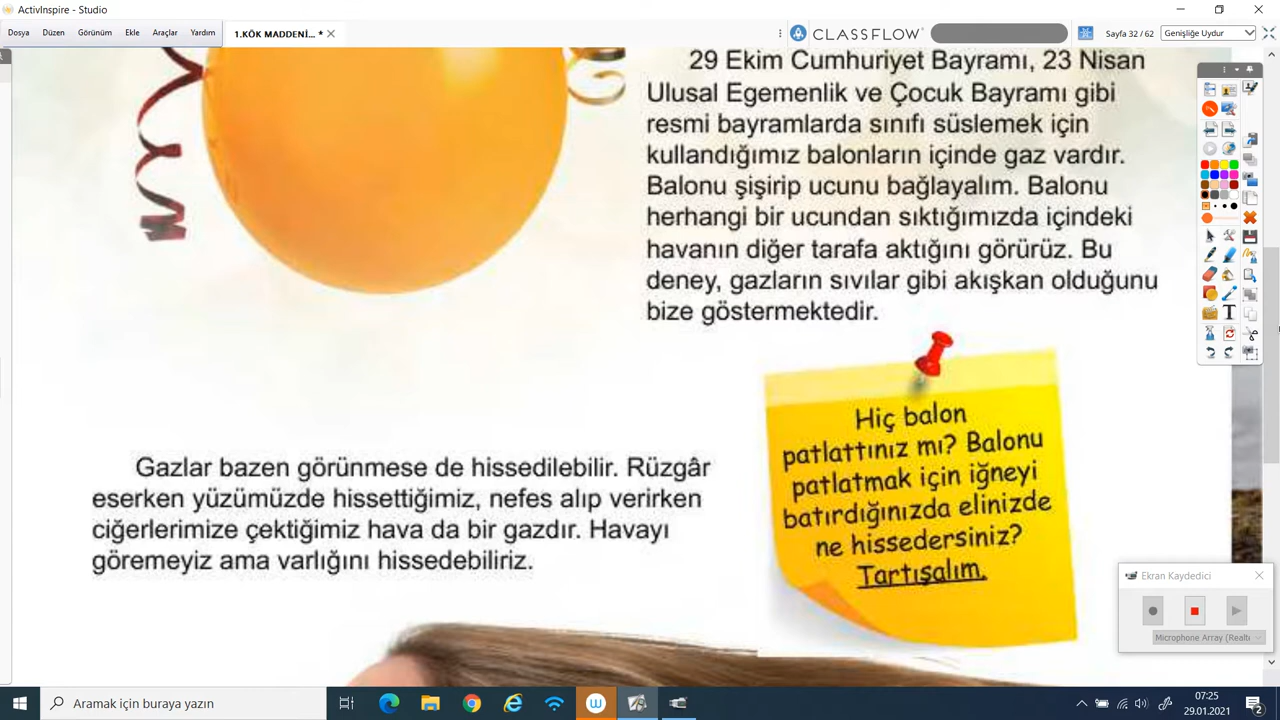 ActivInspire - Studio
Dosya Düzen Görünüm Ekle Araçlar Yardım
1.KÖK MADDENİ... *
CLASSFLOW
Sayfa 32 / 62
Genişliğe Uydur
29 Ekim Cumhuriyet Bayramı, 23 Nisan
Ulusal Egemenlik ve Çocuk Bayramı gibi
resmi bayramlarda sınıfı süslemek için
kullandığımız balonların içinde gaz vardır.
Balonu şişirip ucunu bağlayalım. Balonu
herhangi bir ucundan sıktığımızda içindeki
havanın diğer tarafa aktığını görürüz. Bu
deney, gazların sıvılar gibi akışkan olduğunu
bize göstermektedir.
Hiç balon
patlattınız mı? Balonu
patlatmak için iğneyi
batırdığınızda elinizde
ne hissedersiniz?
Tartışalım.
Gazlar bazen görünmese de hissedilebilir. Rüzgâr
eserken yüzümüzde hissettiğimiz, nefes alıp verirken
ciğerlerimize çektiğimiz hava da bir gazdır. Havayı
göremeyiz ama varlığını hissedebiliriz.
Ekran Kaydedici
Microphone Array (Realt
Aramak için buraya yazın
07:25
29.01.2021
2